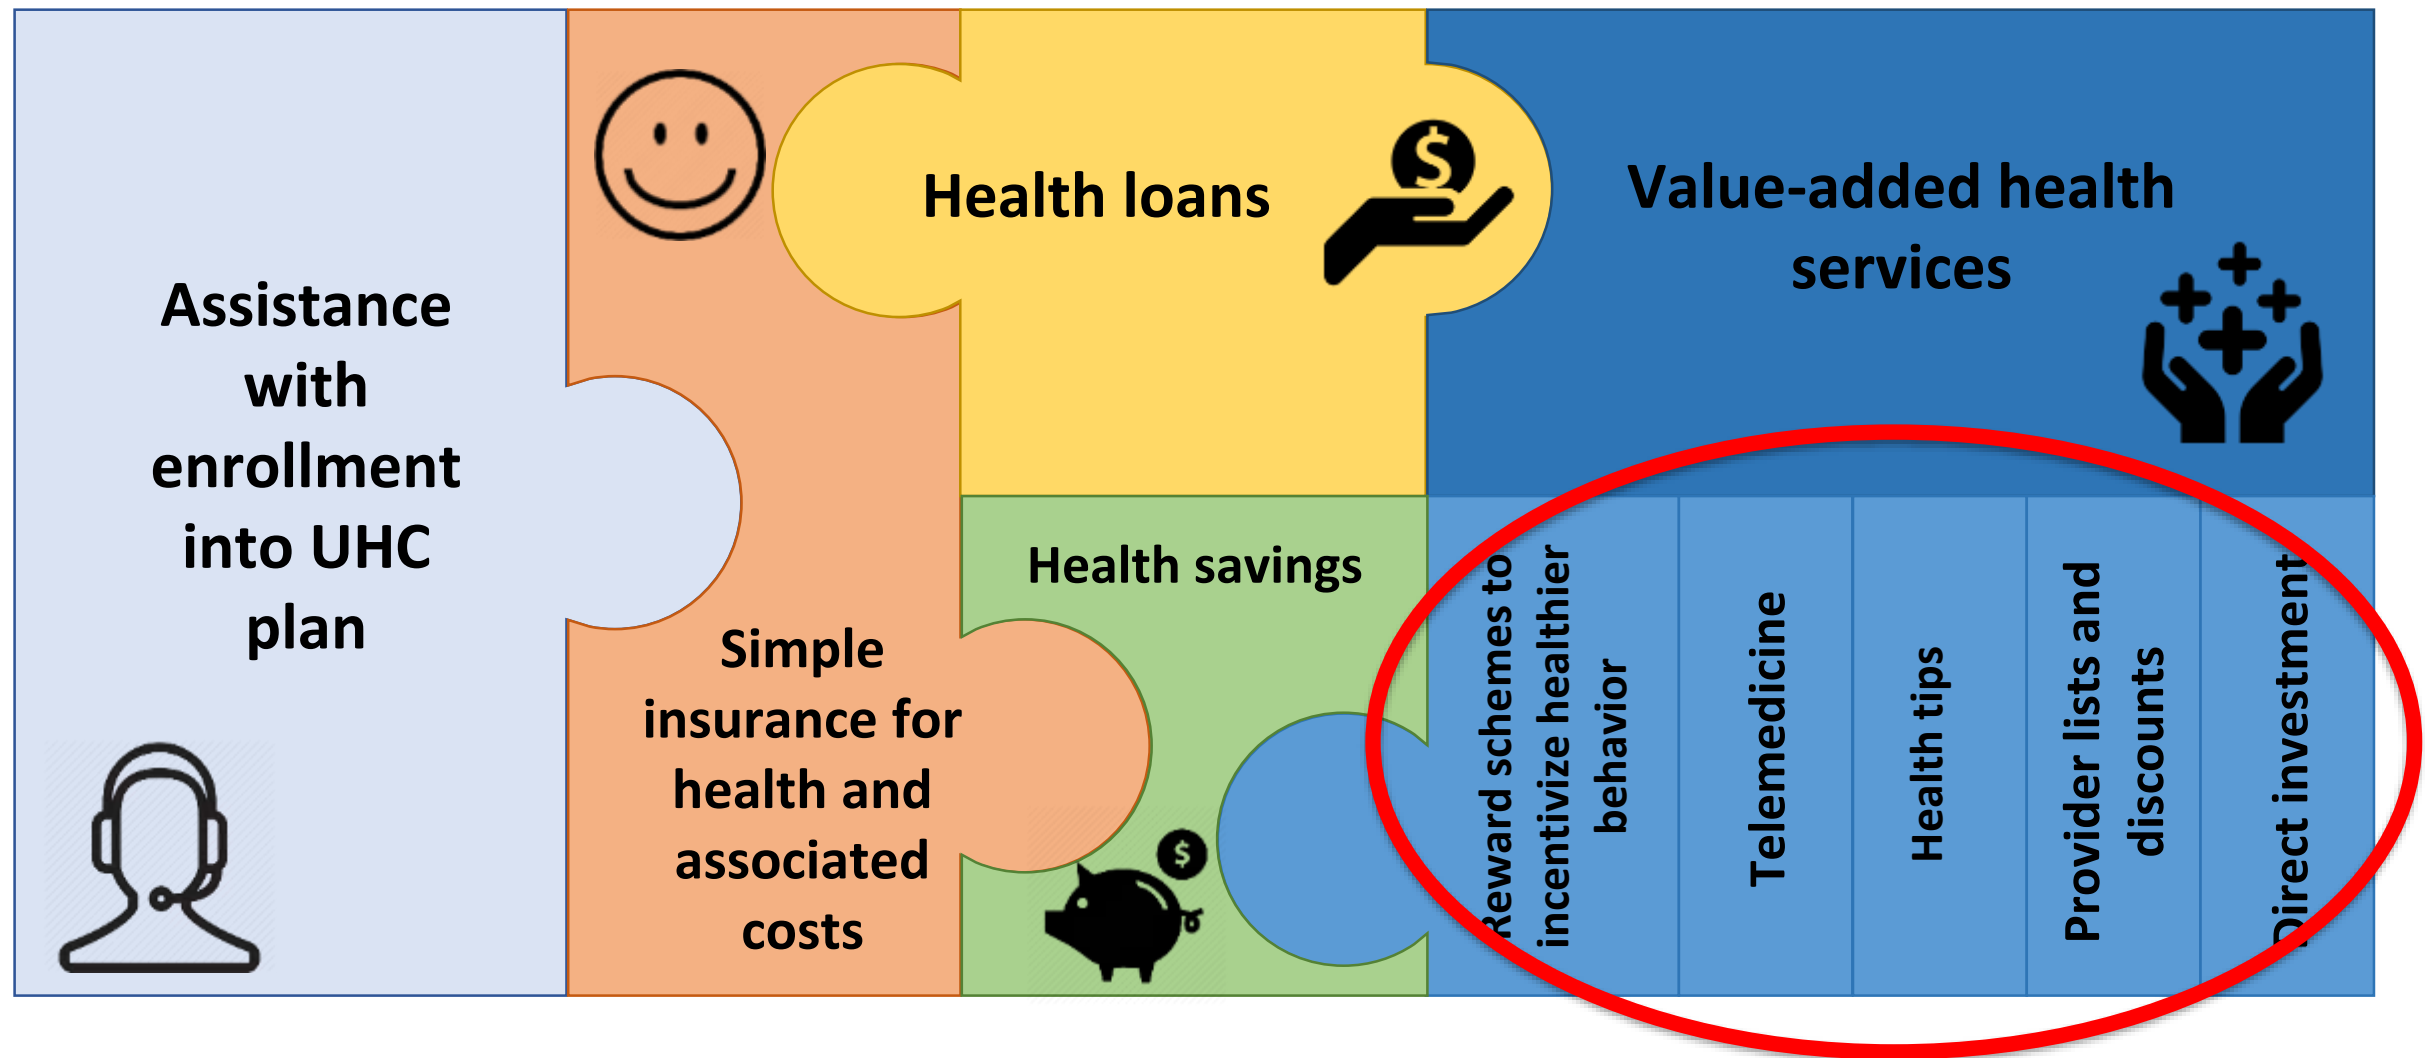 Assistance
with
enrollment
into UHC
plan
Simple
insurance for
health and
associated
costs
Health loans
$
Health savings
$
Value-added health
services
Reward schemes to
incentivize healthier
behavior
Telemedicine
Health tips
Provider lists and
discounts
Direct investment